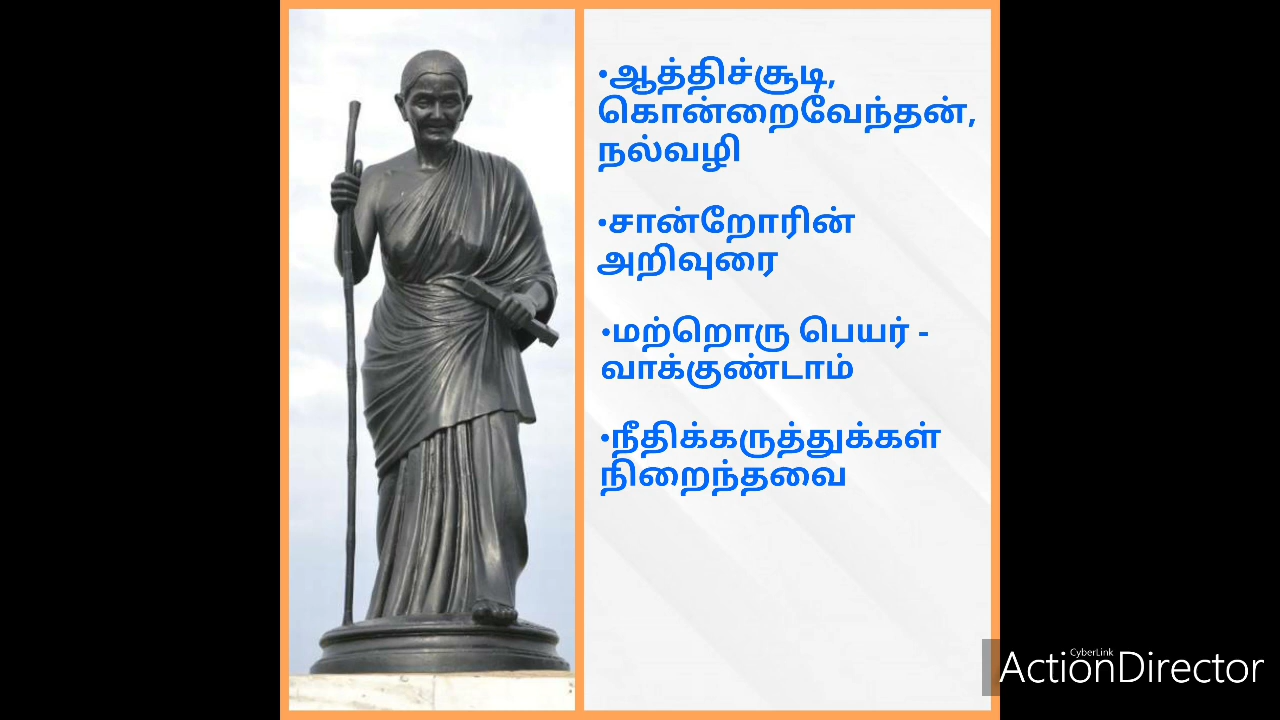 •ஆத்திச்சூடி,
கொன்றைவேந்தன்,
நல்வழி
•சான்றோரின்
அறிவுரை
•மற்றொரு பெயர் -
வாக்குண்டாம்
•நீதிக்கருத்துக்கள்
நிறைந்தவை
CyberLink
ActionDirector